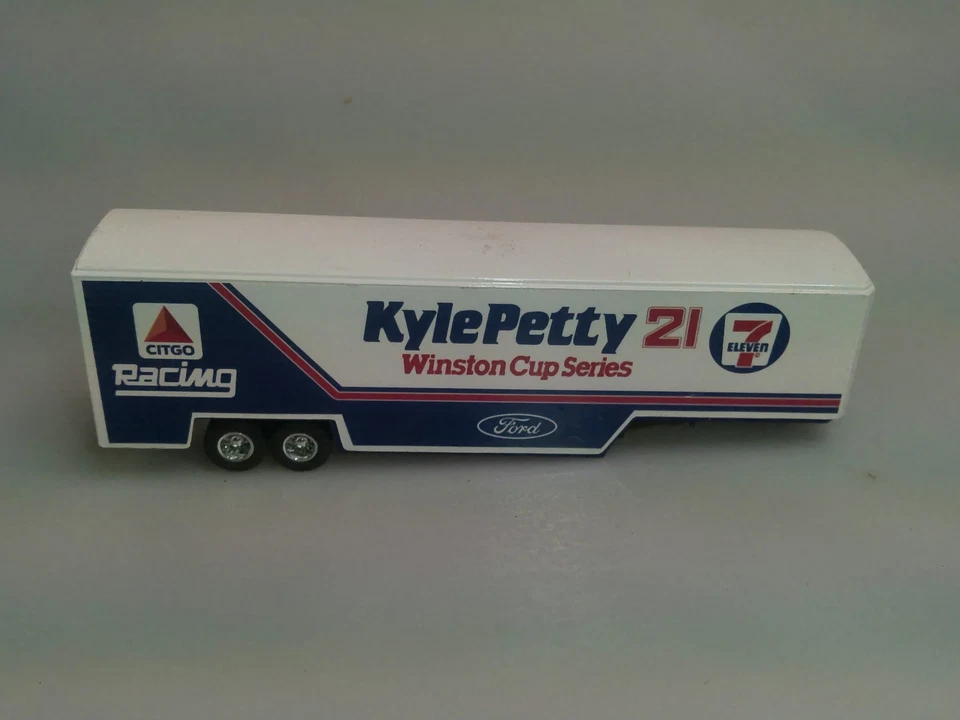 CITGO
Racing
KylePetty 21
Winston Cup Series
7
ELEVEN
Ford